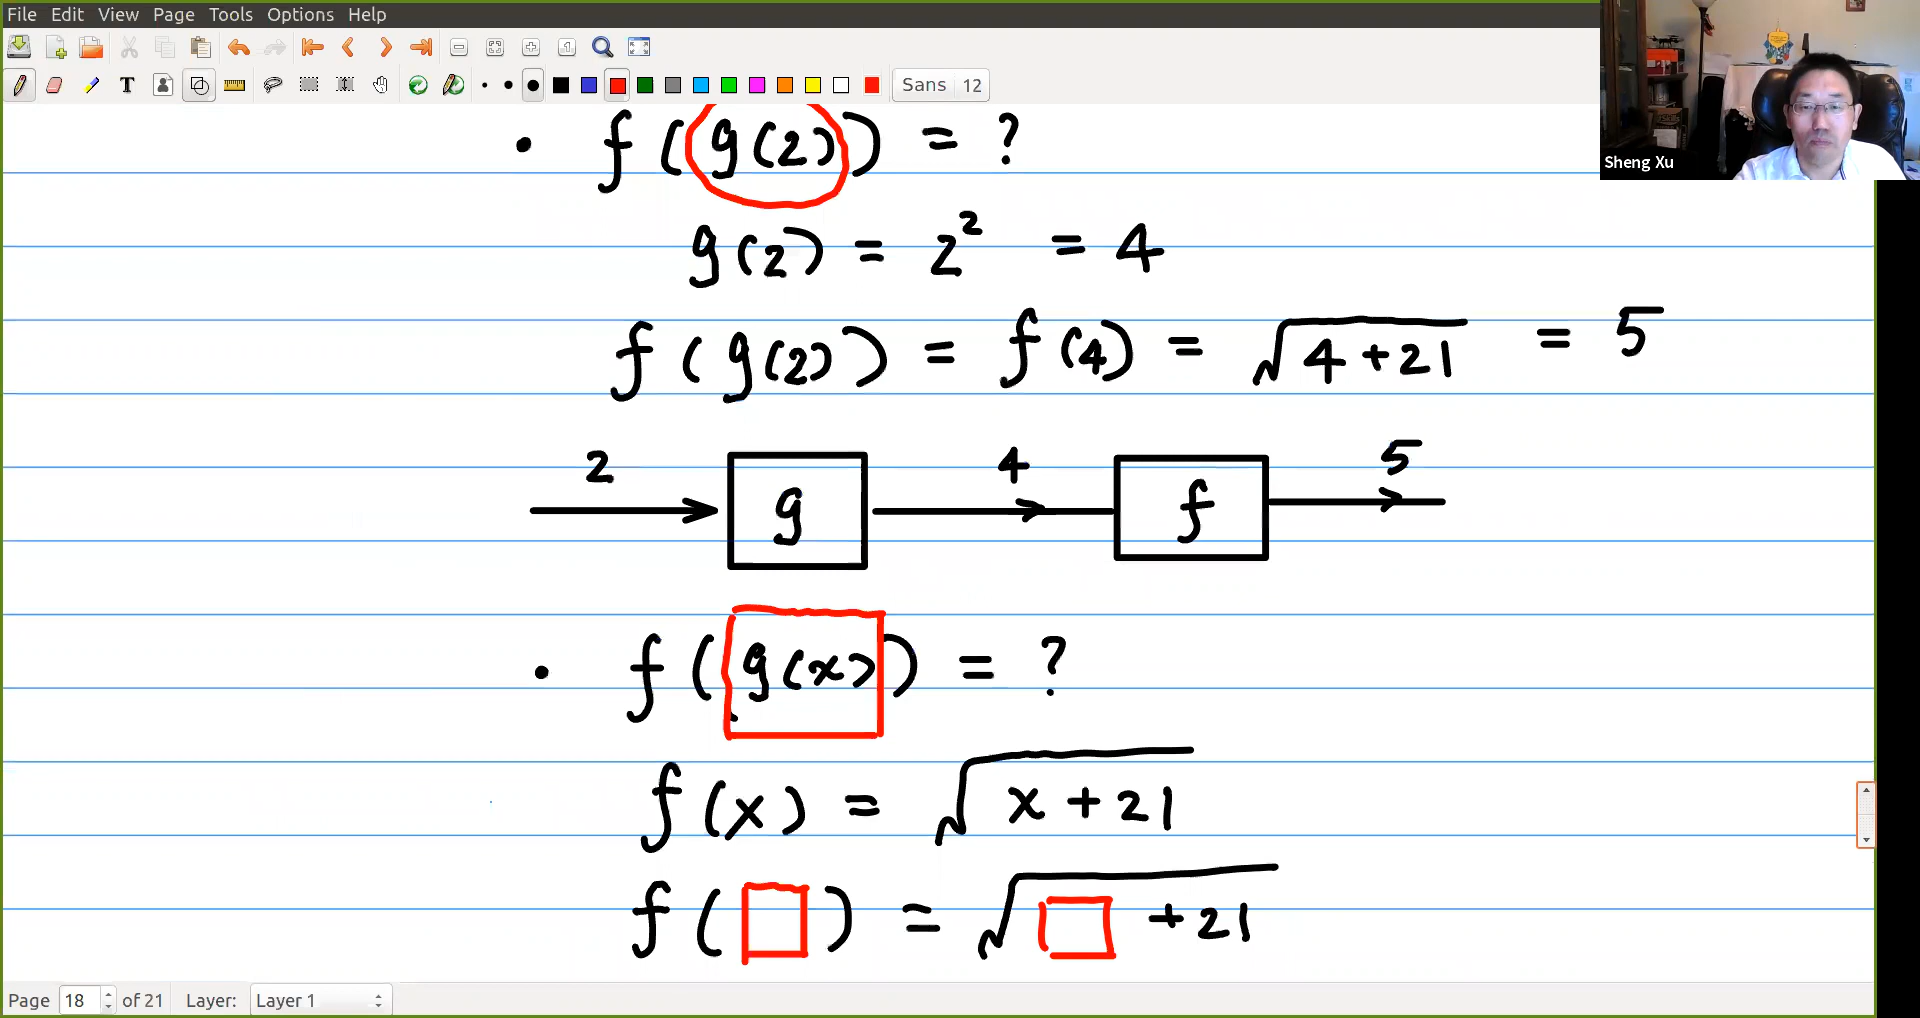 File Edit View Page Tools Options Help
T Sans 12
Sheng Xu
• f(g(2)) = ?
g(2) = 2² = 4
f(g(2)) = f(4) = √4+21 = 5
2 g 4 f 5
• f(g(x)) = ?
f(x) = √x+21
f(□) = √□+21
Page 18 of 21 Layer: Layer 1